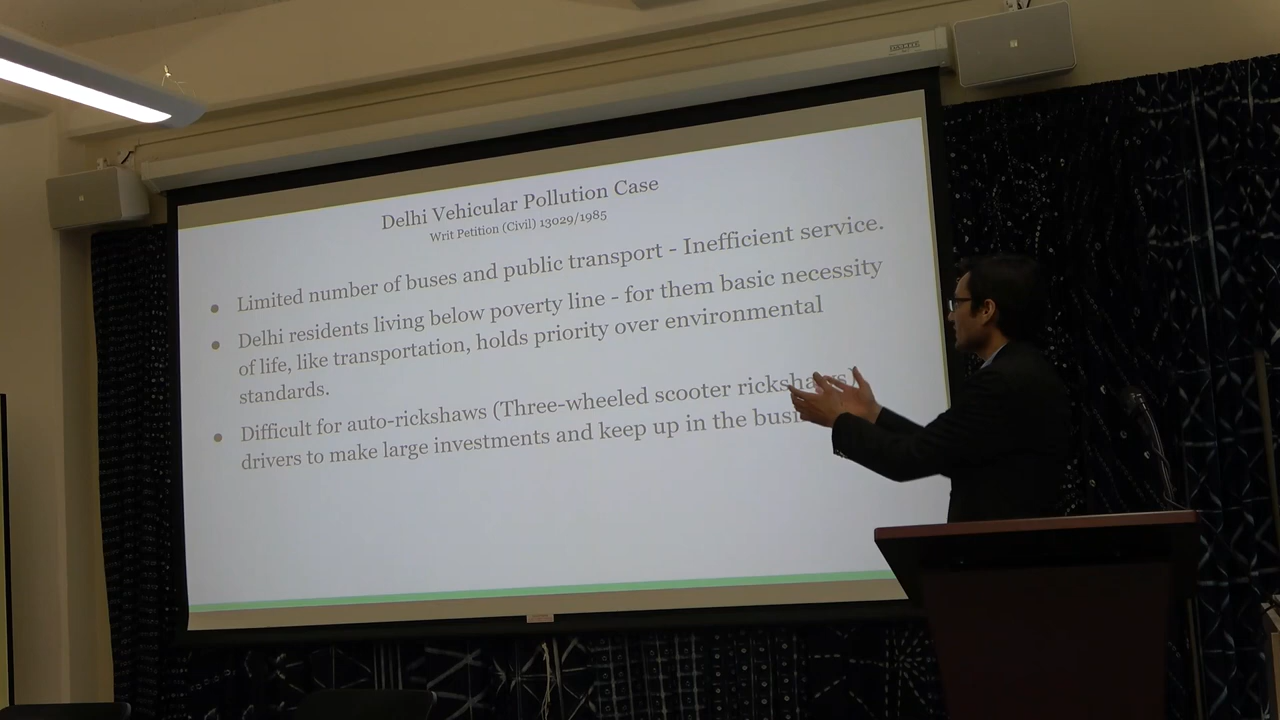 Delhi Vehicular Pollution Case
Writ Petition (Civil) 13029/1985
Limited number of buses and public transport - Inefficient service.
Delhi residents living below poverty line - for them basic necessity
of life, like transportation, holds priority over environmental
standards.
Difficult for auto-rickshaws (Three-wheeled scooter rickshaws)
drivers to make large investments and keep up in the